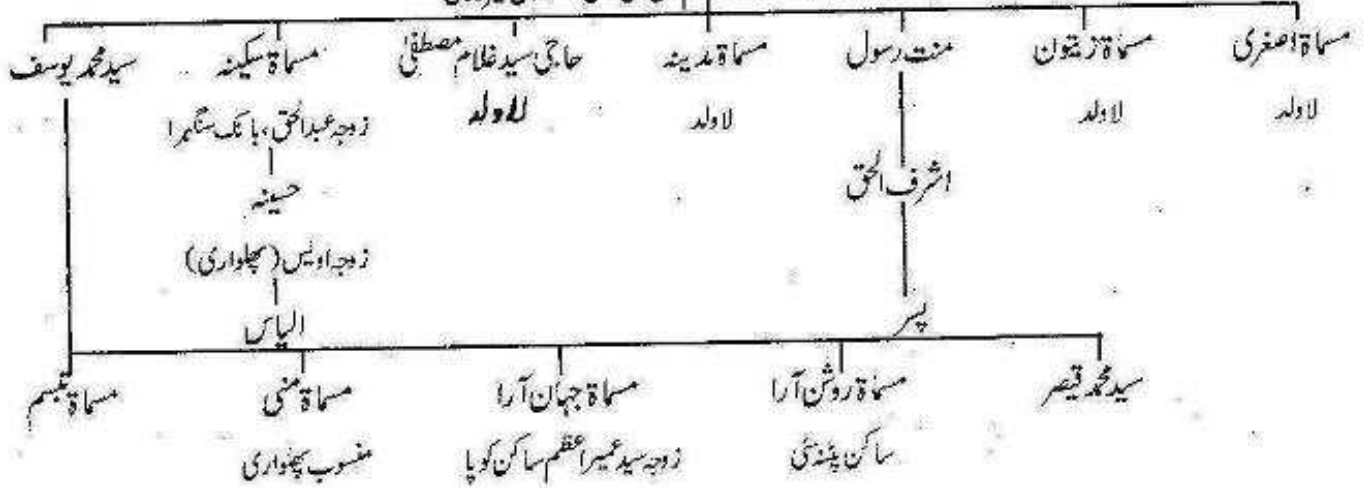 مسماۃ اصغری مسماۃ زیتون منت رسول مسماۃ مدینہ حاجی سید غلام مصطفیٰ مسماۃ سکینہ سید محمد یوسف
لاولد لاولد لاولد لاولد زوجہ عبدالحق، بانک سنگہرا
اشرف الحق حسینہ
زوجہ اویس (پھلواری)
پسر الیاس
سید محمد قیصر مسماۃ روشن آرا مسماۃ جہان آرا مسماۃ منی مسماۃ تبسم
ساکن پٹنہ سٹی زوجہ سید عمیر اعظم ساکن کوپا منسوب پھلواری